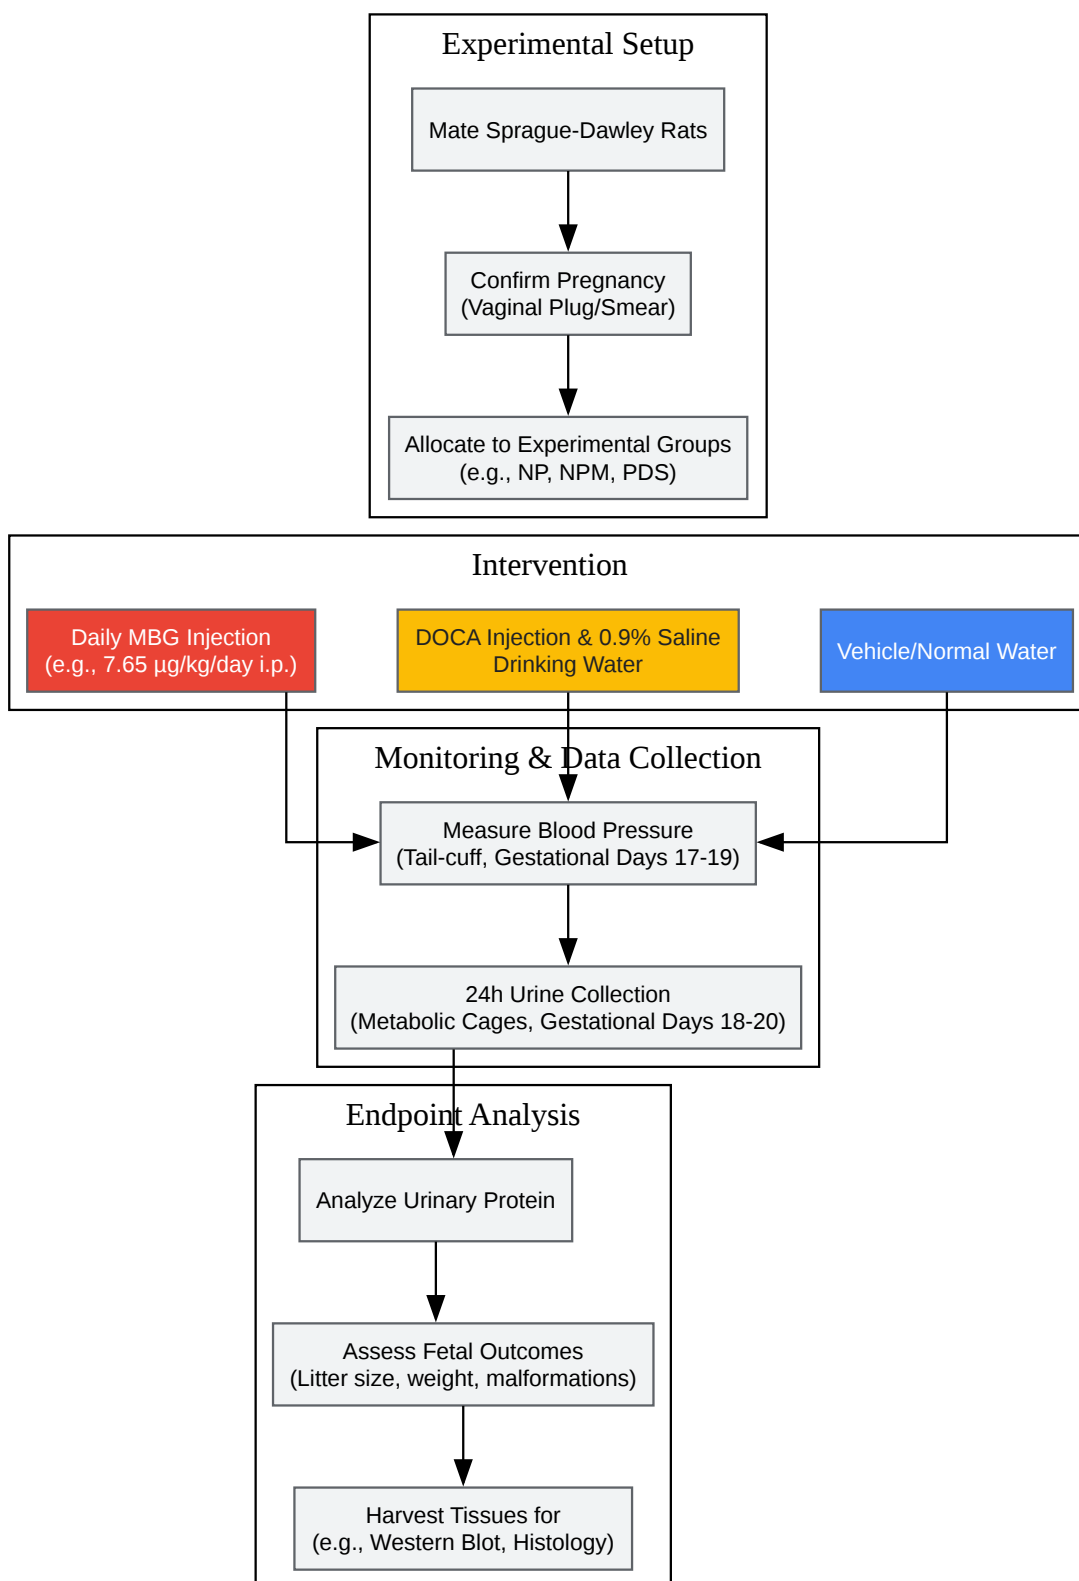 Experimental Setup
Mate Sprague-Dawley Rats
Confirm Pregnancy
(Vaginal Plug/Smear)
Allocate to Experimental Groups
(e.g., NP, NPM, PDS)
Intervention
Daily MBG Injection
(e.g., 7.65 µg/kg/day i.p.)
DOCA Injection & 0.9% Saline
Drinking Water
Vehicle/Normal Water
Monitoring & Data Collection
Measure Blood Pressure
(Tail-cuff, Gestational Days 17-19)
24h Urine Collection
(Metabolic Cages, Gestational Days 18-20)
Endpoint Analysis
Analyze Urinary Protein
Assess Fetal Outcomes
(Litter size, weight, malformations)
Harvest Tissues for
(e.g., Western Blot, Histology)